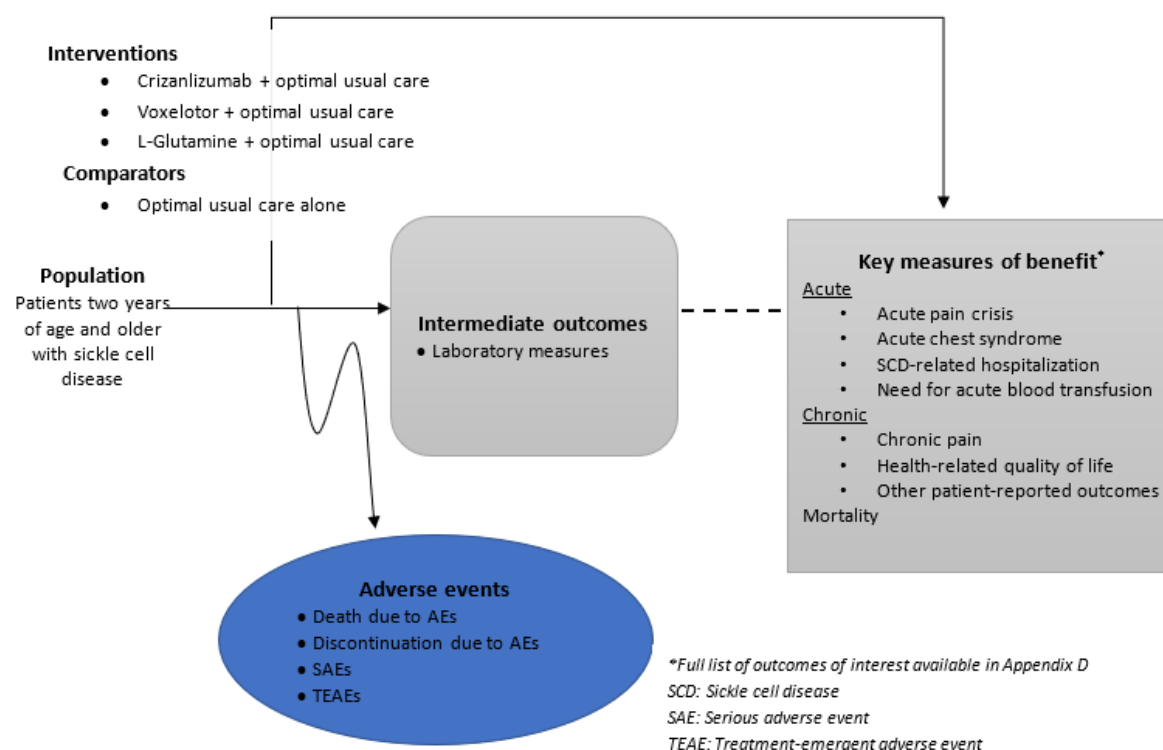 Interventions
● Crizanlizumab + optimal usual care
● Voxelotor + optimal usual care
● L-Glutamine + optimal usual care
Comparators
● Optimal usual care alone
Population
Patients two years
of age and older
with sickle cell
disease
Intermediate outcomes
● Laboratory measures
Key measures of benefit*
Acute
• Acute pain crisis
• Acute chest syndrome
• SCD-related hospitalization
• Need for acute blood transfusion
Chronic
• Chronic pain
• Health-related quality of life
• Other patient-reported outcomes
Mortality
Adverse events
● Death due to AEs
● Discontinuation due to AEs
● SAEs
● TEAEs
*Full list of outcomes of interest available in Appendix D
SCD: Sickle cell disease
SAE: Serious adverse event
TEAE: Treatment-emergent adverse event